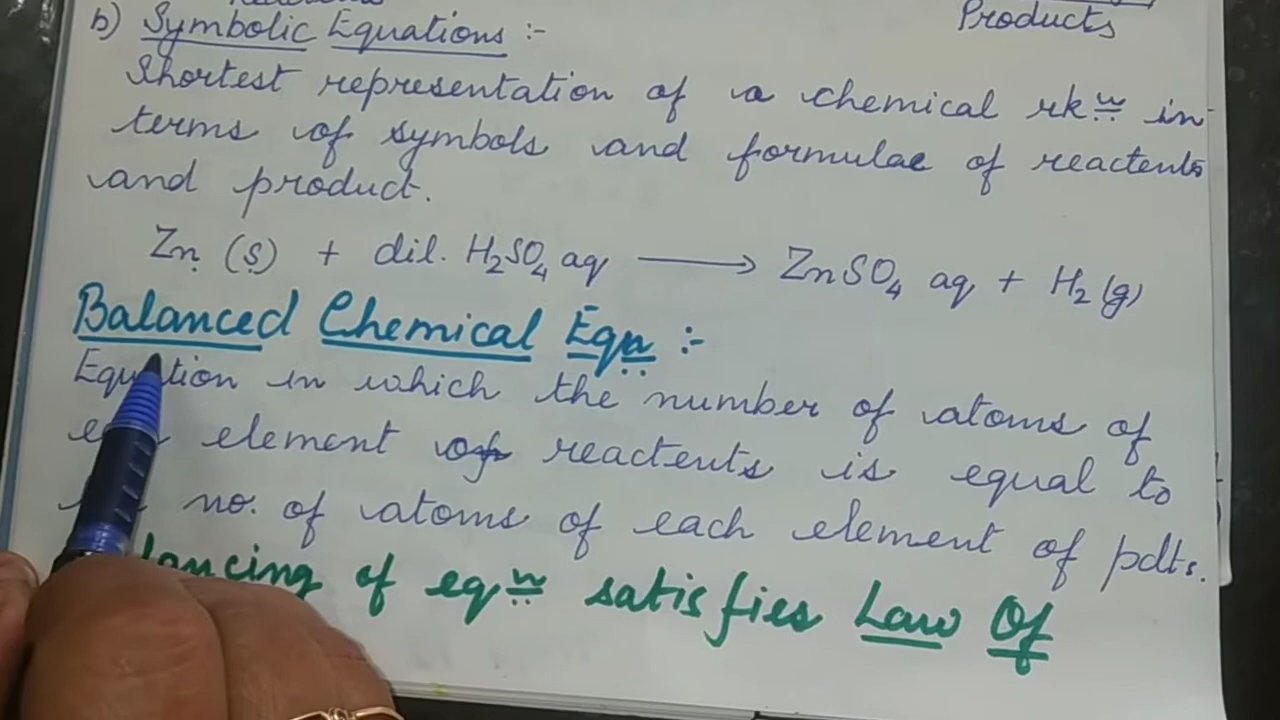 b) Symbolic Equations :-
Products
Shortest representation of a chemical rkn in
terms of symbols and formulae of reactents
and product.
Zn (s) + dil. H₂SO₄ aq ⟶ ZnSO₄ aq + H₂ (g)
Balanced Chemical Eqn :-
Equation in which the number of atoms of
element of reactents is equal to
no. of atoms of each element of pdts.
of eqn satisfies Law Of